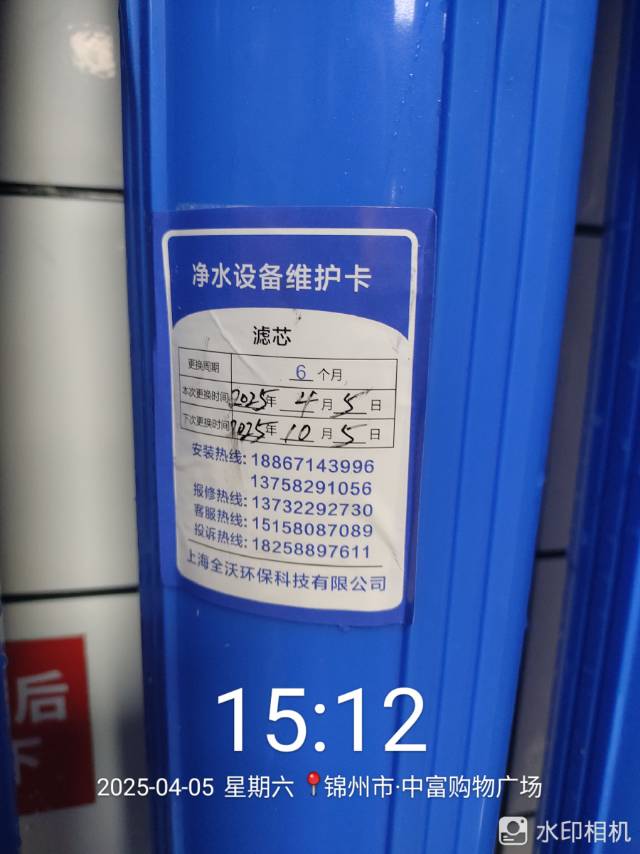 净水设备维护卡
滤芯
更换周期 6 个月
本次更换时间 2025年 4 月 5 日
下次更换时间 2025年 10 月 5 日
安装热线: 18867143996
13758291056
报修热线: 13732292730
客服热线: 15158087089
投诉热线: 18258897611
上海全沃环保科技有限公司
后
15:12
2025-04-05 星期六 锦州市·中富购物广场
水印相机